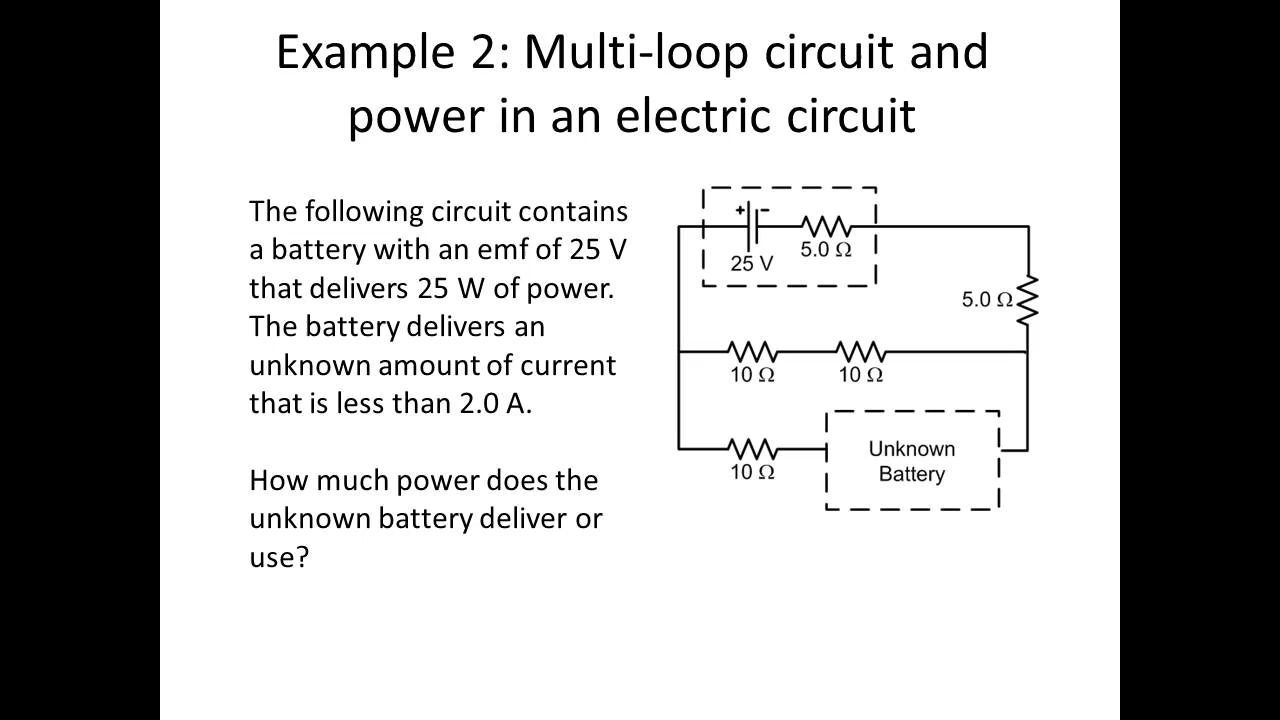 Example 2: Multi-loop circuit and
power in an electric circuit
The following circuit contains
a battery with an emf of 25 V
that delivers 25 W of power.
The battery delivers an
unknown amount of current
that is less than 2.0 A.
How much power does the
unknown battery deliver or
use?
+ -
25 V
5.0 Ω
5.0 Ω
10 Ω
10 Ω
10 Ω
Unknown
Battery